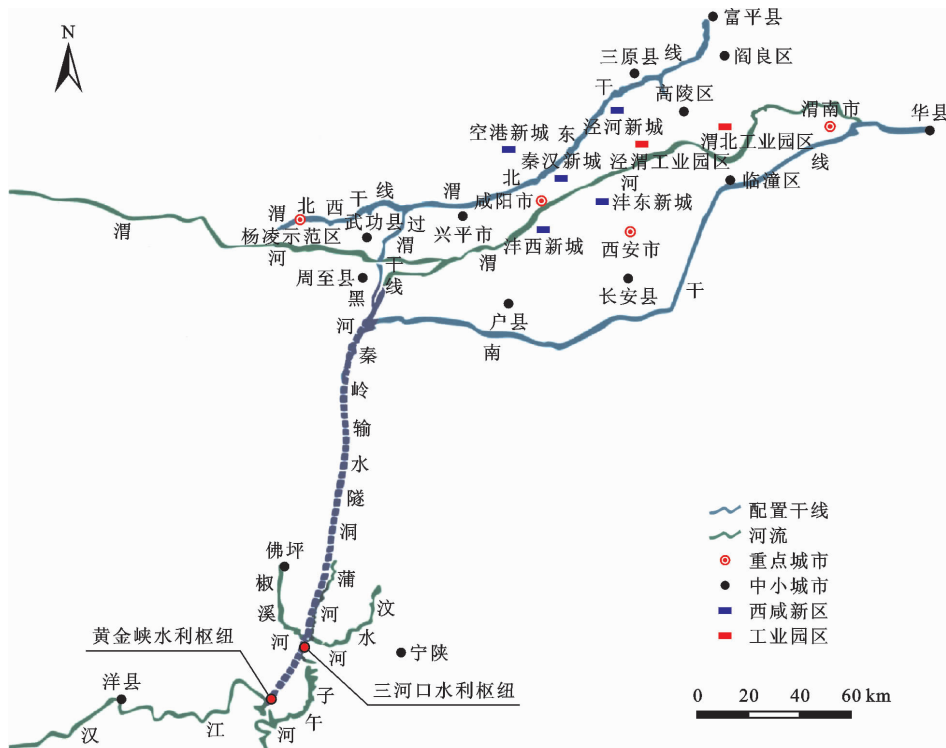 N
富平县
三原县
阎良区
高陵区
渭南市
华县
泾河新城
渭北工业园区
空港新城
秦汉新城
泾渭工业园区
临潼区
渭北东干线
咸阳市
沣东新城
渭北西干线
武功县
杨凌示范区
兴平市
沣西新城
西安市
过渭干线
渭河
渭河
周至县
黑河
长安县
户县
南干线
秦岭输水隧洞
配置干线
河流
重点城市
中小城市
西咸新区
工业园区
佛坪
椒溪河
蒲河
汶水河
宁陕
黄金峡水利枢纽
三河口水利枢纽
洋县
汉江
子午河
0 20 60 km